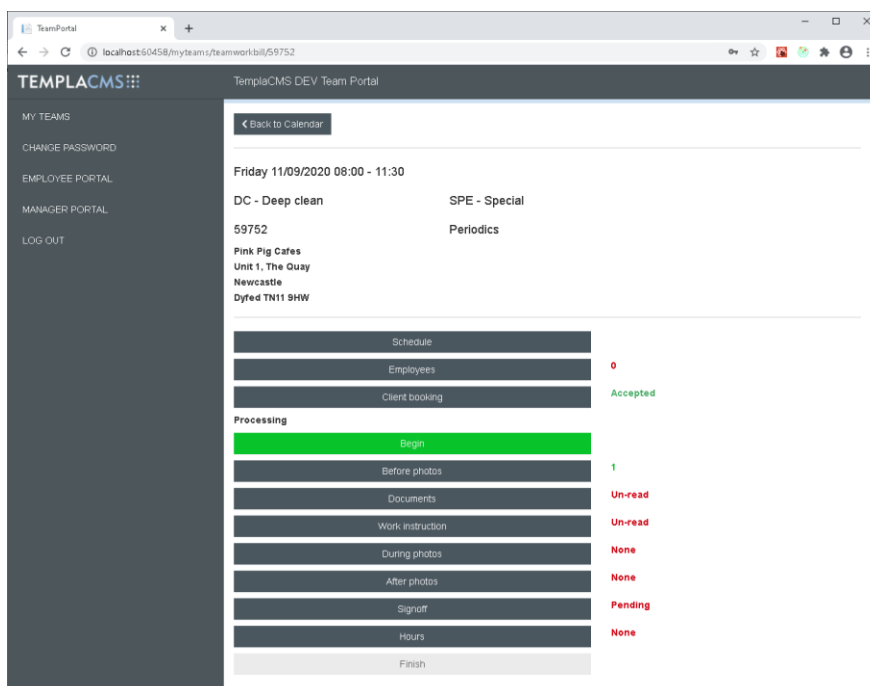 TeamPortal
localhost:60458/myteams/teamworkbill/59752
TEMPLACMS
TemplaCMS DEV Team Portal
MY TEAMS
CHANGE PASSWORD
EMPLOYEE PORTAL
MANAGER PORTAL
LOG OUT
Back to Calendar
Friday 11/09/2020 08:00 - 11:30
DC - Deep clean SPE - Special
59752 Periodics
Pink Pig Cafes
Unit 1, The Quay
Newcastle
Dyfed TN11 9HW
Schedule
Employees 0
Client booking Accepted
Processing
Begin
Before photos 1
Documents Un-read
Work instruction Un-read
During photos None
After photos None
Signoff Pending
Hours None
Finish